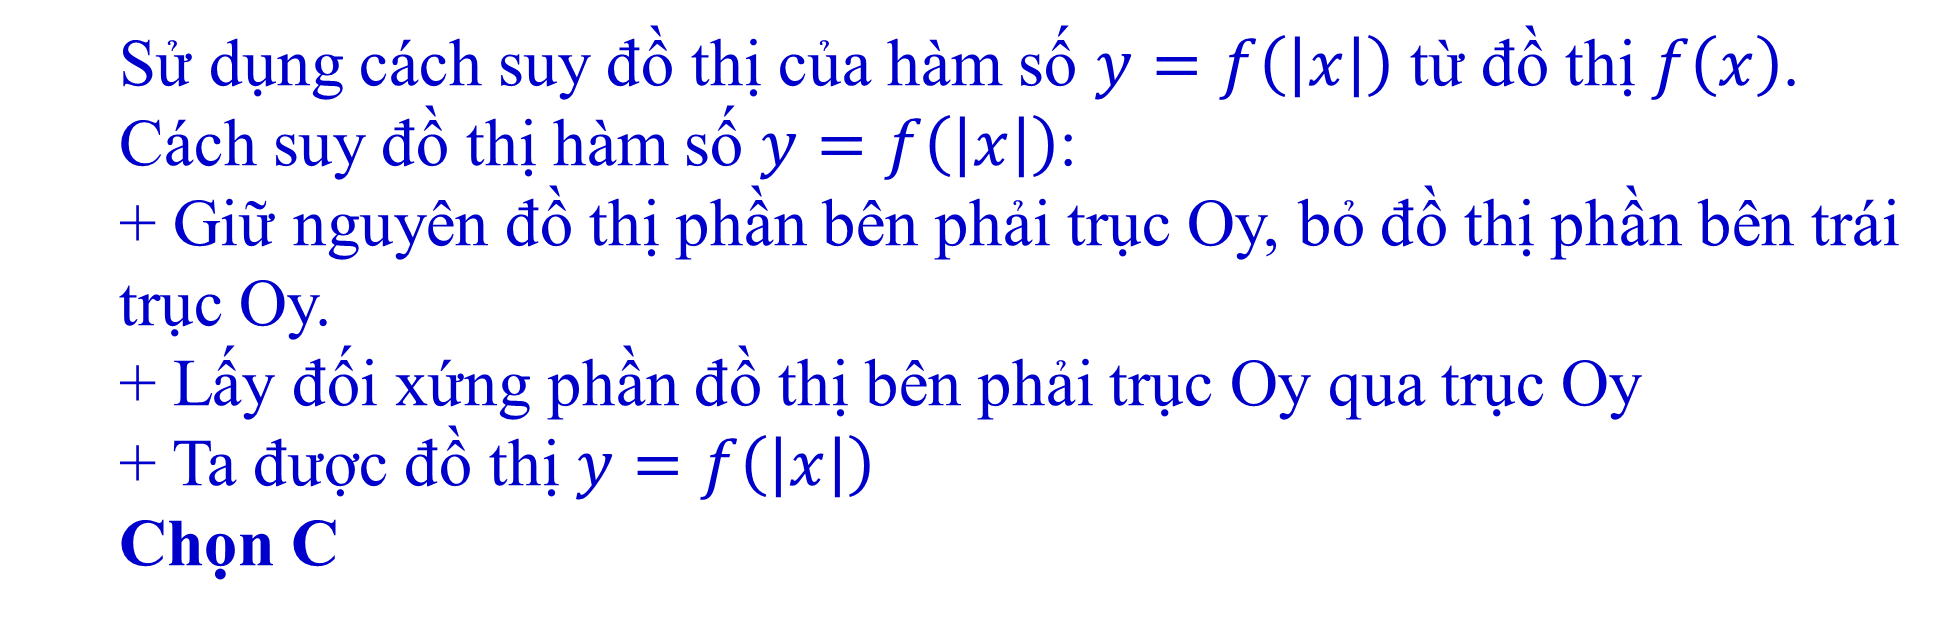 Sử dụng cách suy đồ thị của hàm số y = f(|x|) từ đồ thị f(x).
Cách suy đồ thị hàm số y = f(|x|):
+ Giữ nguyên đồ thị phần bên phải trục Oy, bỏ đồ thị phần bên trái
trục Oy.
+ Lấy đối xứng phần đồ thị bên phải trục Oy qua trục Oy
+ Ta được đồ thị y = f(|x|)
Chọn C